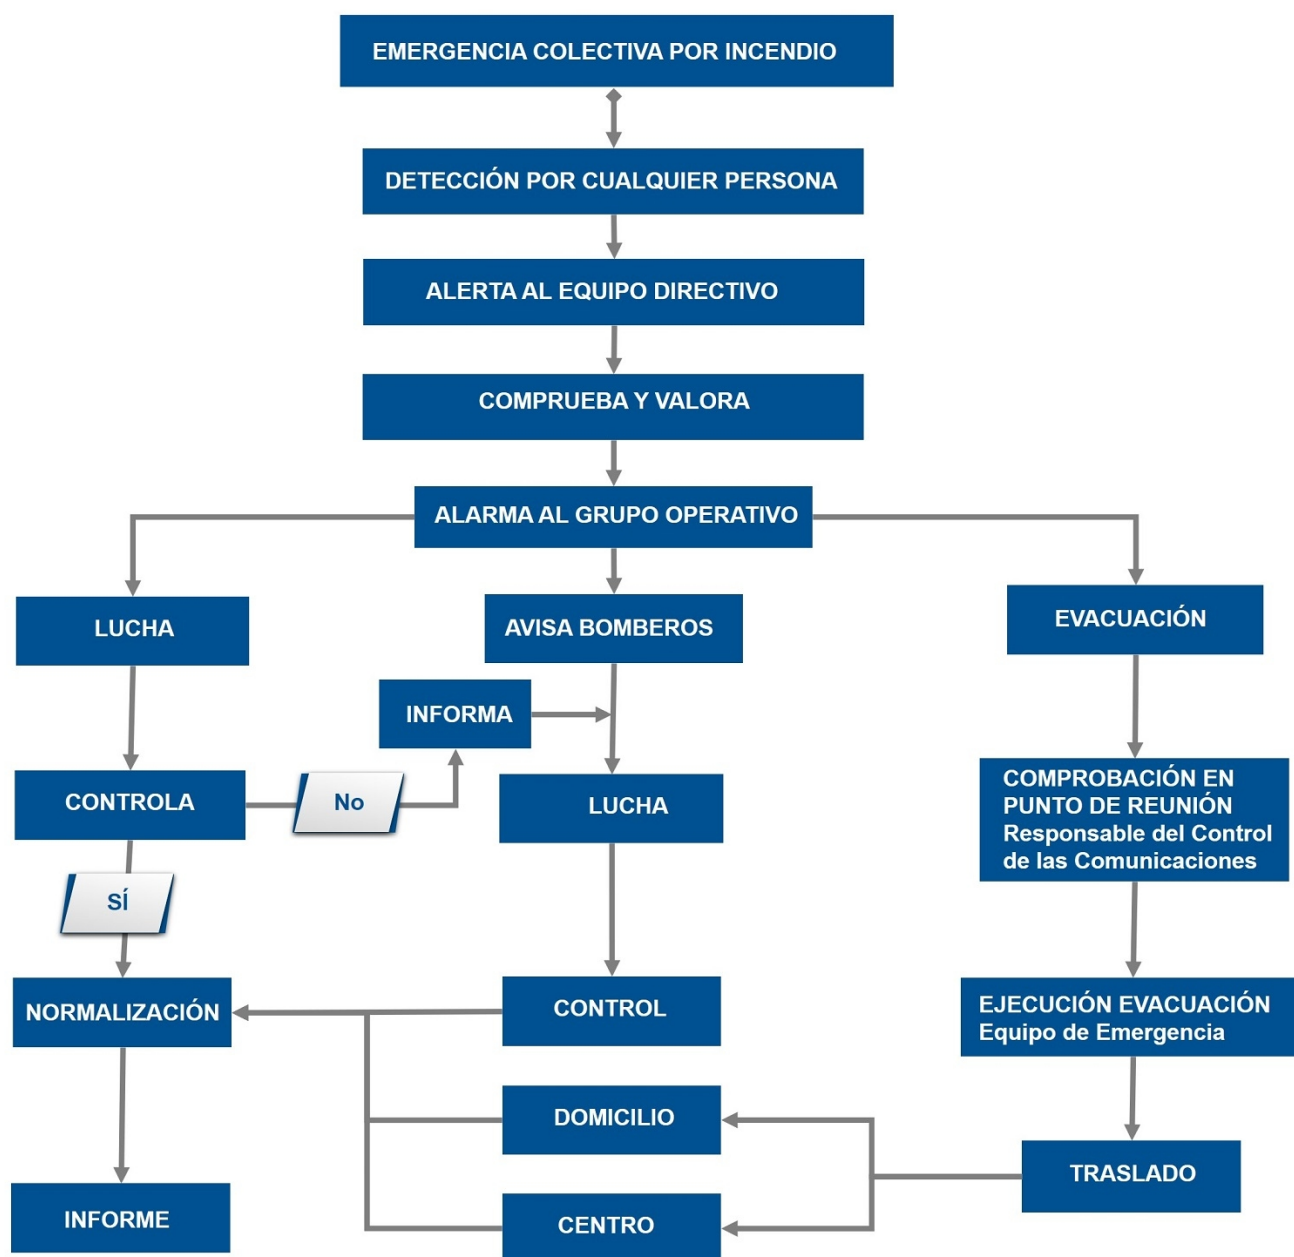 EMERGENCIA COLECTIVA POR INCENDIO
DETECCIÓN POR CUALQUIER PERSONA
ALERTA AL EQUIPO DIRECTIVO
COMPRUEBA Y VALORA
ALARMA AL GRUPO OPERATIVO
LUCHA
AVISA BOMBEROS
EVACUACIÓN
INFORMA
CONTROLA
No
LUCHA
COMPROBACIÓN EN
PUNTO DE REUNIÓN
Responsable del Control
de las Comunicaciones
SÍ
NORMALIZACIÓN
CONTROL
EJECUCIÓN EVACUACIÓN
Equipo de Emergencia
DOMICILIO
TRASLADO
INFORME
CENTRO